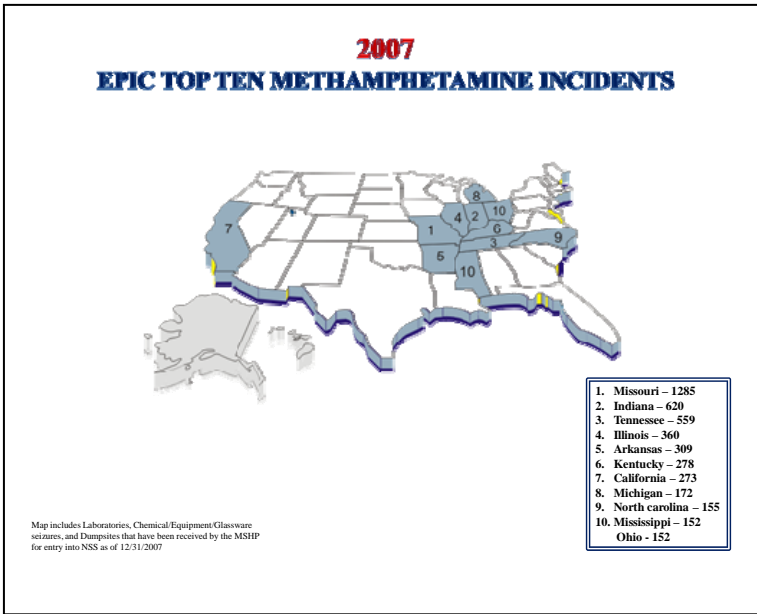 2007
EPIC TOP TEN METHAMPHETAMINE INCIDENTS
8
7
4
2
10
1
6
9
3
5
10
1. Missouri – 1285
2. Indiana – 620
3. Tennessee – 559
4. Illinois – 360
5. Arkansas – 309
6. Kentucky – 278
7. California – 273
8. Michigan – 172
9. North carolina – 155
10. Mississippi – 152
Ohio - 152
Map includes Laboratories, Chemical/Equipment/Glassware
seizures, and Dumpsites that have been received by the MSHP
for entry into NSS as of 12/31/2007